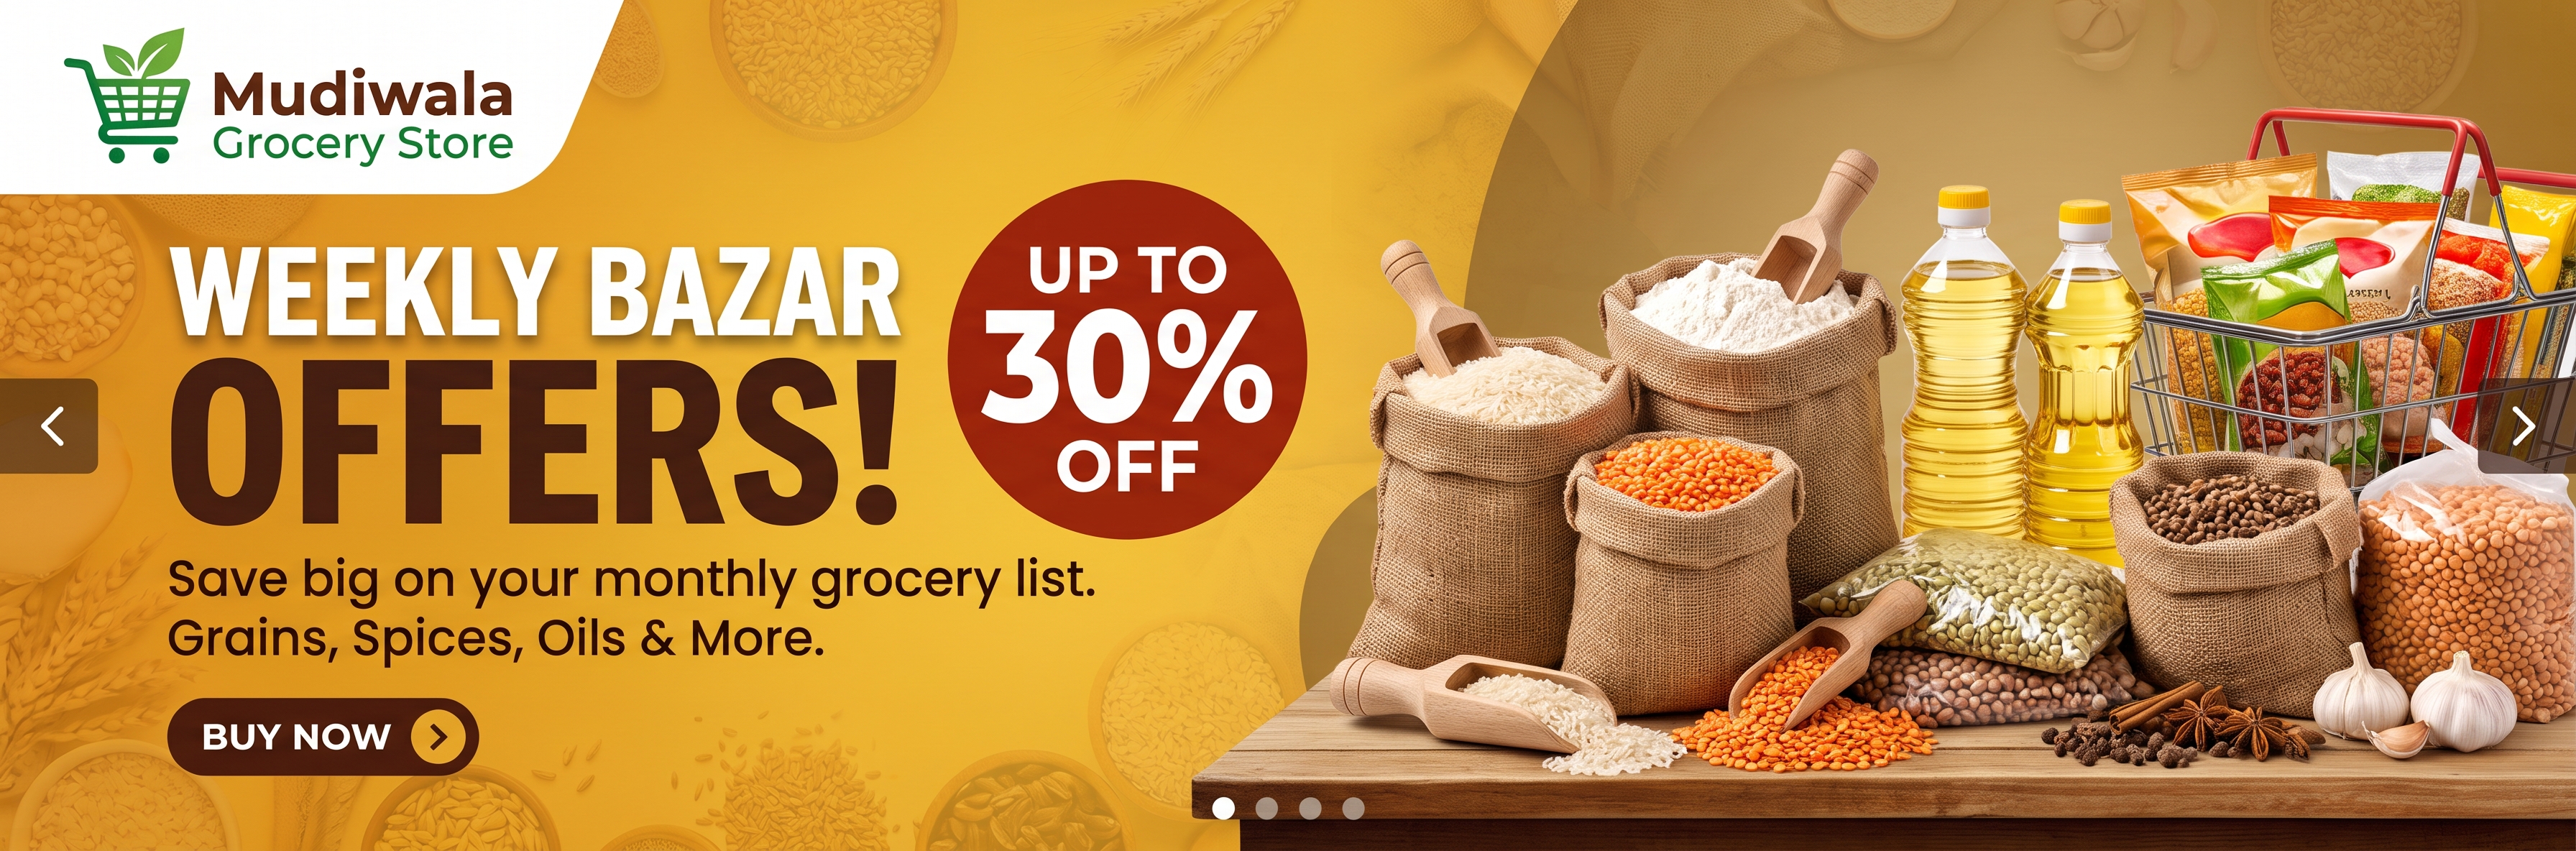 Mudiwala
Grocery Store
WEEKLY BAZAR
OFFERS!
UP TO
30%
OFF
Save big on your monthly grocery list.
Grains, Spices, Oils & More.
BUY NOW